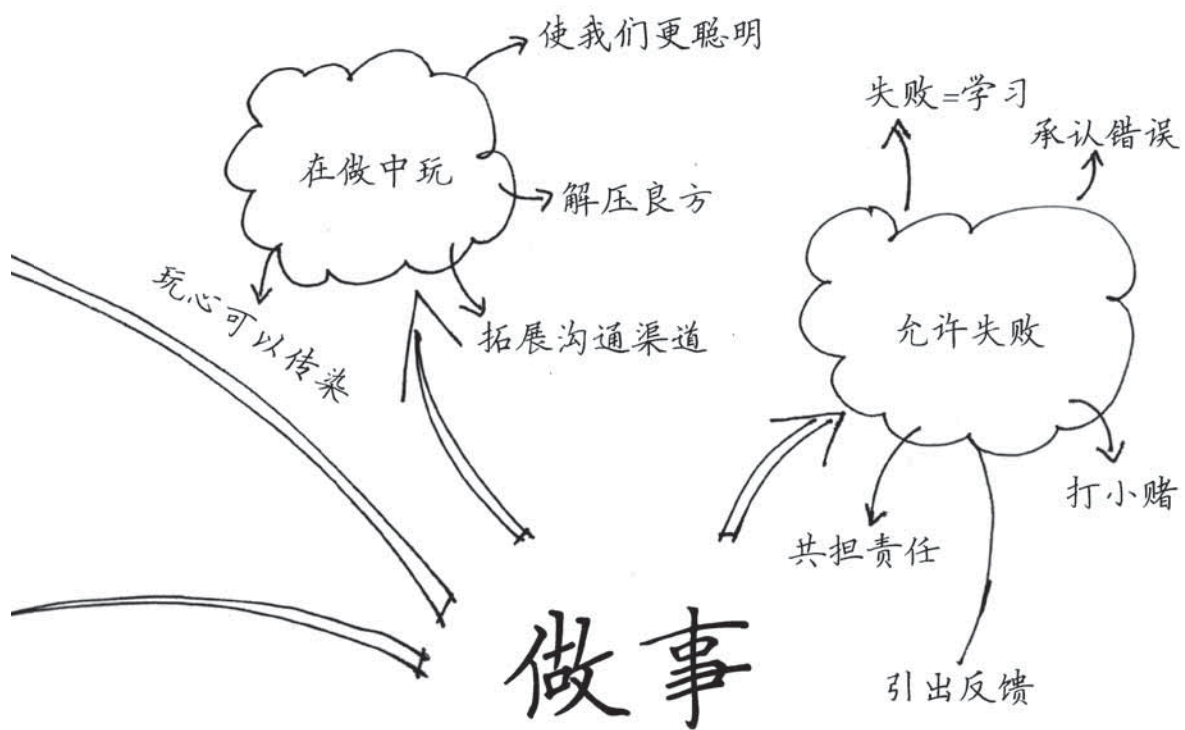 使我们更聪明
在做中玩
解压良方
拓展沟通渠道
玩心可以传染
失败=学习
承认错误
允许失败
打小赌
共担责任
引出反馈
做事